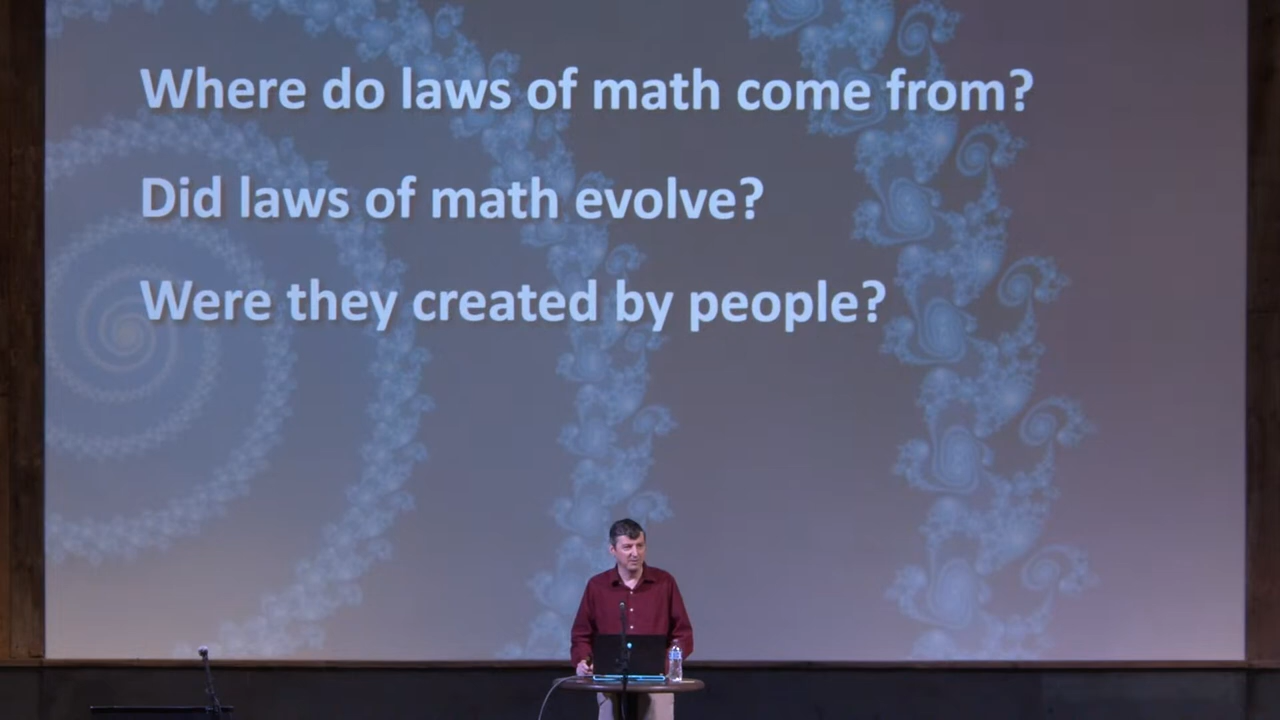 Where do laws of math come from?
Did laws of math evolve?
Were they created by people?